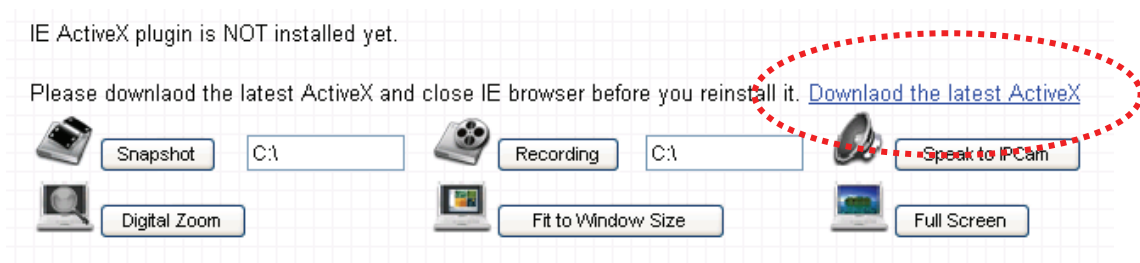 IE ActiveX plugin is NOT installed yet.
Please downlaod the latest ActiveX and close IE browser before you reinstall it. Downlaod the latest ActiveX
Snapshot C:\ Recording C:\ Speak to IPCam
Digital Zoom Fit to Window Size Full Screen